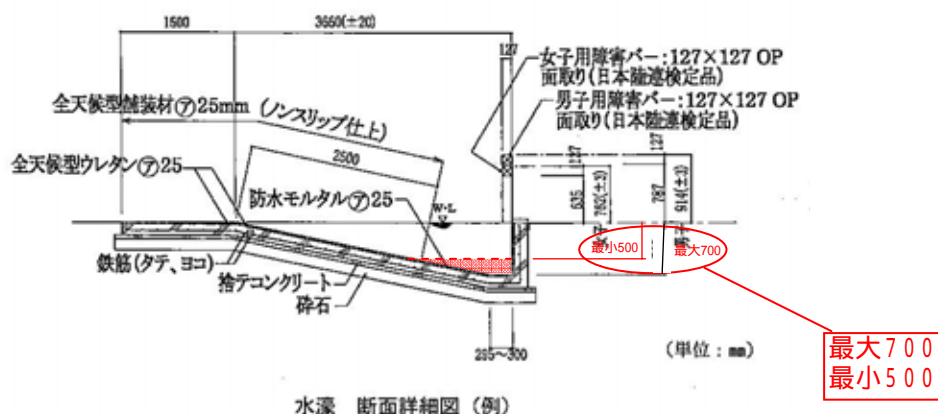 1500
3660(±20)
127
女子用障害バー:127×127 OP
面取り(日本陸連検定品)
男子用障害バー:127×127 OP
面取り(日本陸連検定品)
全天候型舗装材㋐25mm (ノンスリップ仕上)
2500
全天候型ウレタン㋐25
防水モルタル㋐25
W・L
127
635
762(±3)
女子
127
787
914(±3)
男子
最小500
最大700
鉄筋(タテ、ヨコ)
捨テコンクリート
砕石
(単位:mm)
最大700
最小500
水濠 断面詳細図(例)